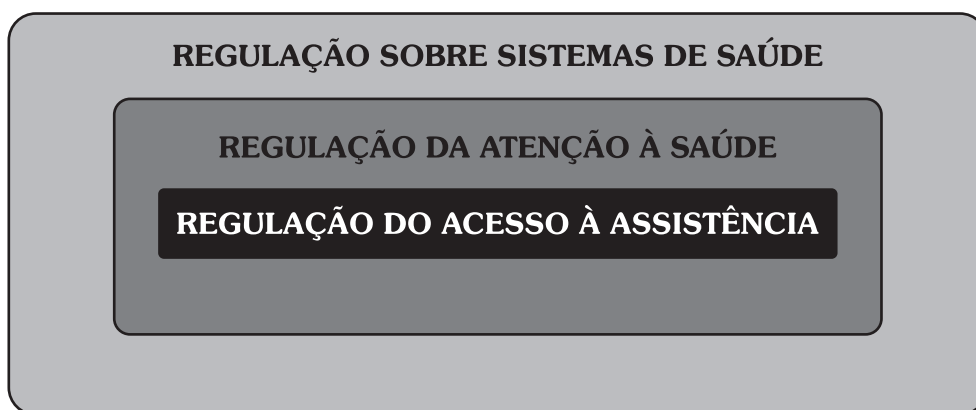 REGULAÇÃO SOBRE SISTEMAS DE SAÚDE
REGULAÇÃO DA ATENÇÃO À SAÚDE
REGULAÇÃO DO ACESSO À ASSISTÊNCIA